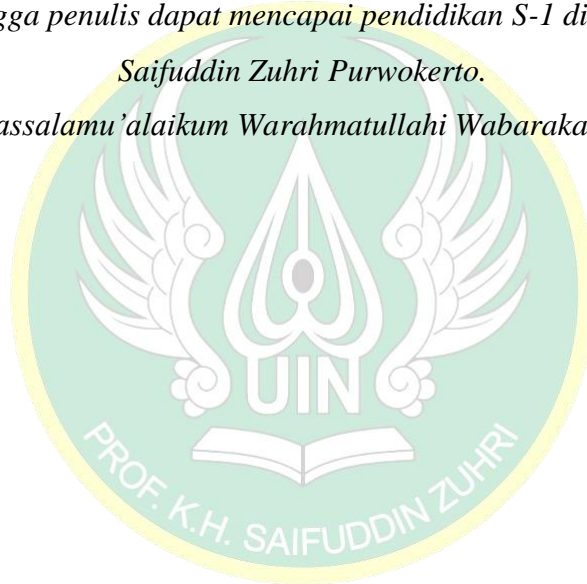 gga penulis dapat mencapai pendidikan S-1 di
Saifuddin Zuhri Purwokerto.
assalamu’alaikum Warahmatullahi Wabaraka
UIN
PROF. K.H. SAIFUDDIN ZUHRI